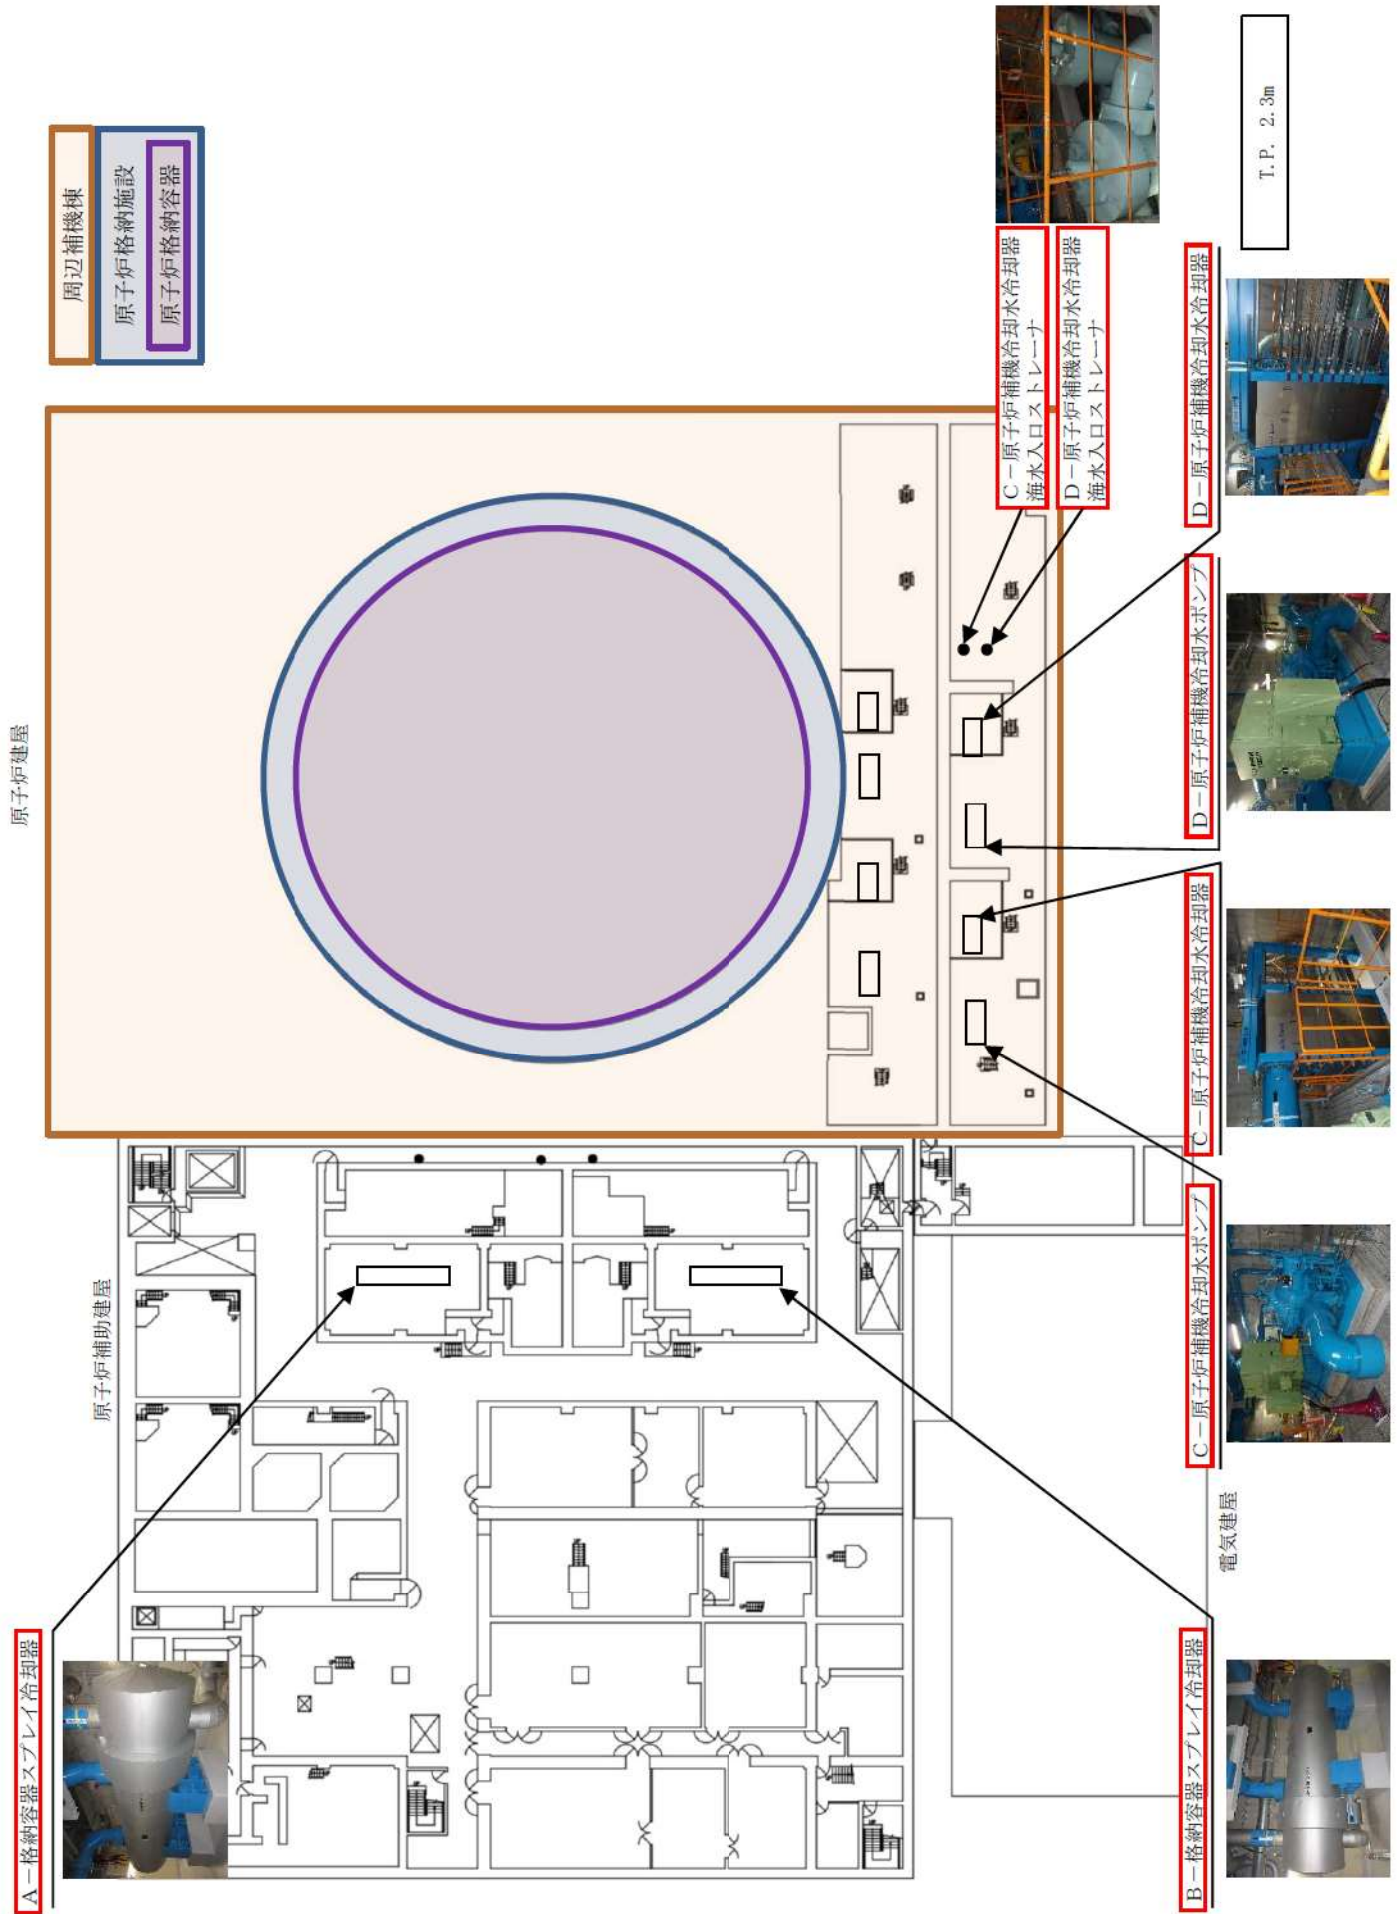 原子炉建屋
周辺補機棟
原子炉格納施設
原子炉格納容器
原子炉補助建屋
電気建屋
A-格納容器スプレイ冷却器
B-格納容器スプレイ冷却器
C-原子炉補機冷却水ポンプ
C-原子炉補機冷却水冷却器
D-原子炉補機冷却水ポンプ
D-原子炉補機冷却水冷却器
C-原子炉補機冷却水冷却器
海水入口ストレーナ
D-原子炉補機冷却水冷却器
海水入口ストレーナ
T.P. 2.3m